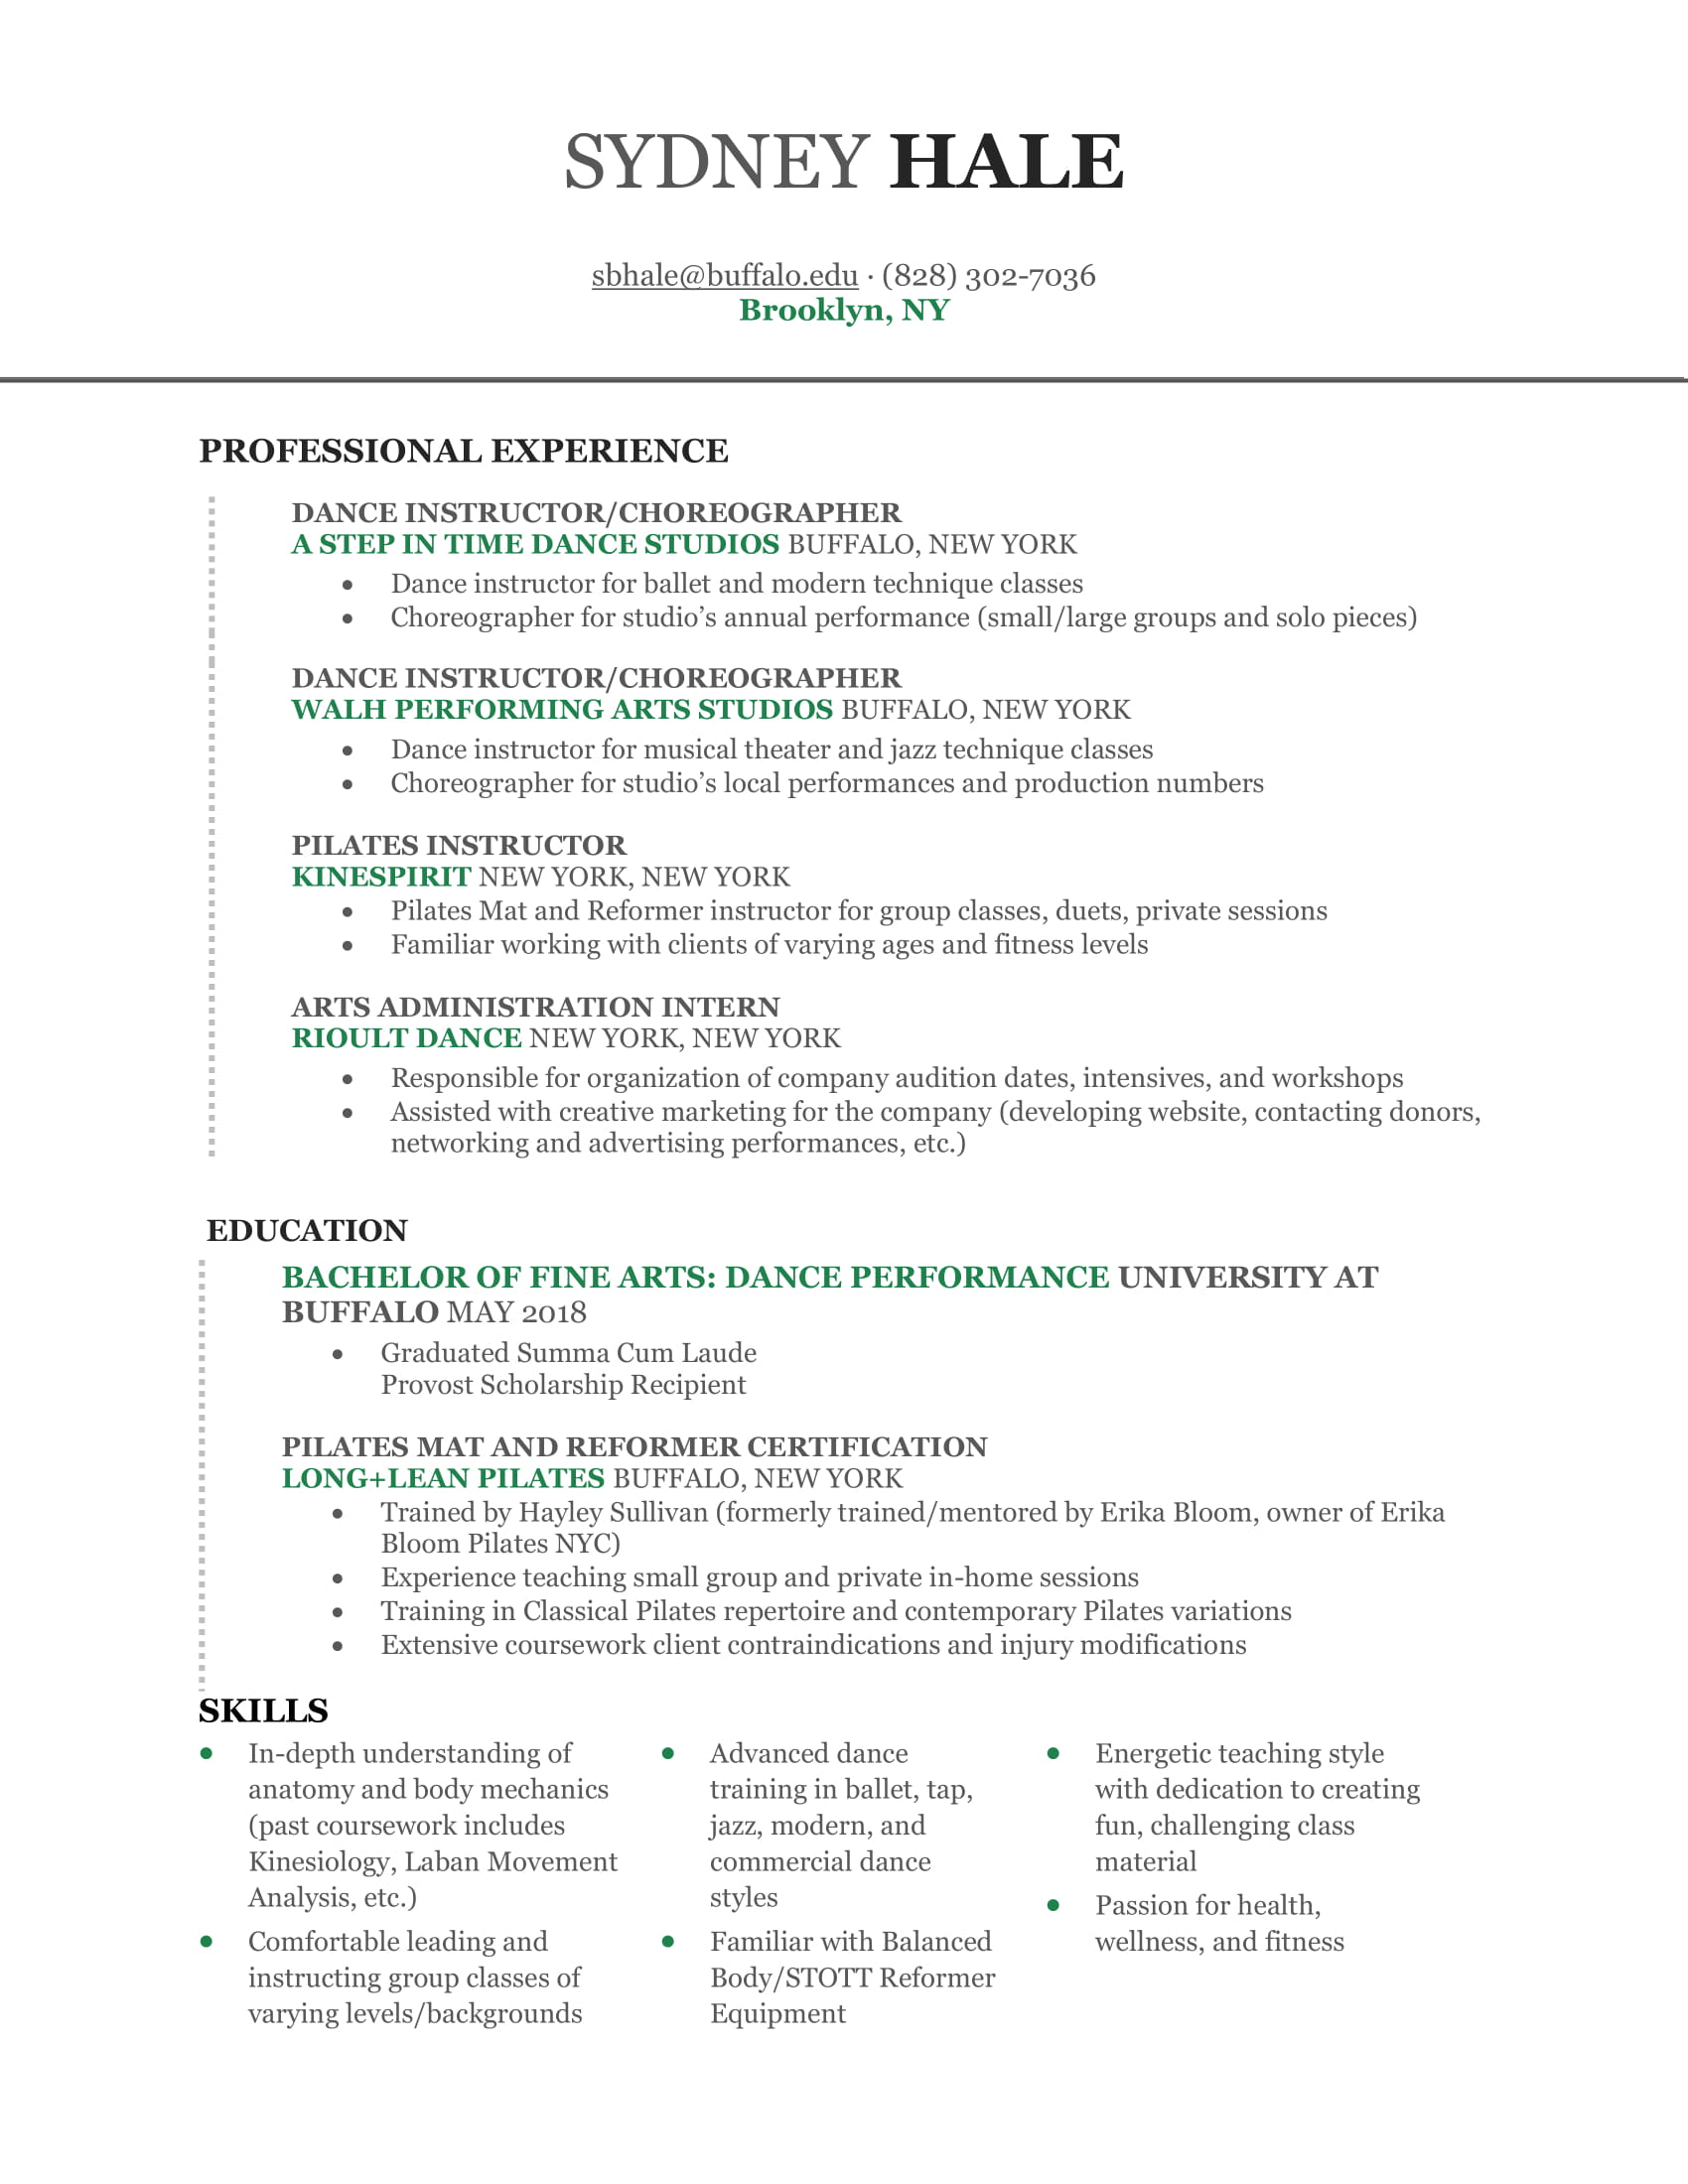 SYDNEY HALE
sbhale@buffalo.edu · (828) 302-7036
Brooklyn, NY
PROFESSIONAL EXPERIENCE
DANCE INSTRUCTOR/CHOREOGRAPHER
A STEP IN TIME DANCE STUDIOS BUFFALO, NEW YORK
• Dance instructor for ballet and modern technique classes
• Choreographer for studio’s annual performance (small/large groups and solo pieces)
DANCE INSTRUCTOR/CHOREOGRAPHER
WALH PERFORMING ARTS STUDIOS BUFFALO, NEW YORK
• Dance instructor for musical theater and jazz technique classes
• Choreographer for studio’s local performances and production numbers
PILATES INSTRUCTOR
KINESPIRIT NEW YORK, NEW YORK
• Pilates Mat and Reformer instructor for group classes, duets, private sessions
• Familiar working with clients of varying ages and fitness levels
ARTS ADMINISTRATION INTERN
RIOULT DANCE NEW YORK, NEW YORK
• Responsible for organization of company audition dates, intensives, and workshops
• Assisted with creative marketing for the company (developing website, contacting donors,
networking and advertising performances, etc.)
EDUCATION
BACHELOR OF FINE ARTS: DANCE PERFORMANCE UNIVERSITY AT
BUFFALO MAY 2018
• Graduated Summa Cum Laude
Provost Scholarship Recipient
PILATES MAT AND REFORMER CERTIFICATION
LONG+LEAN PILATES BUFFALO, NEW YORK
• Trained by Hayley Sullivan (formerly trained/mentored by Erika Bloom, owner of Erika
Bloom Pilates NYC)
• Experience teaching small group and private in-home sessions
• Training in Classical Pilates repertoire and contemporary Pilates variations
• Extensive coursework client contraindications and injury modifications
SKILLS
• In-depth understanding of
anatomy and body mechanics
(past coursework includes
Kinesiology, Laban Movement
Analysis, etc.)
• Comfortable leading and
instructing group classes of
varying levels/backgrounds
• Advanced dance
training in ballet, tap,
jazz, modern, and
commercial dance
styles
• Familiar with Balanced
Body/STOTT Reformer
Equipment
• Energetic teaching style
with dedication to creating
fun, challenging class
material
• Passion for health,
wellness, and fitness